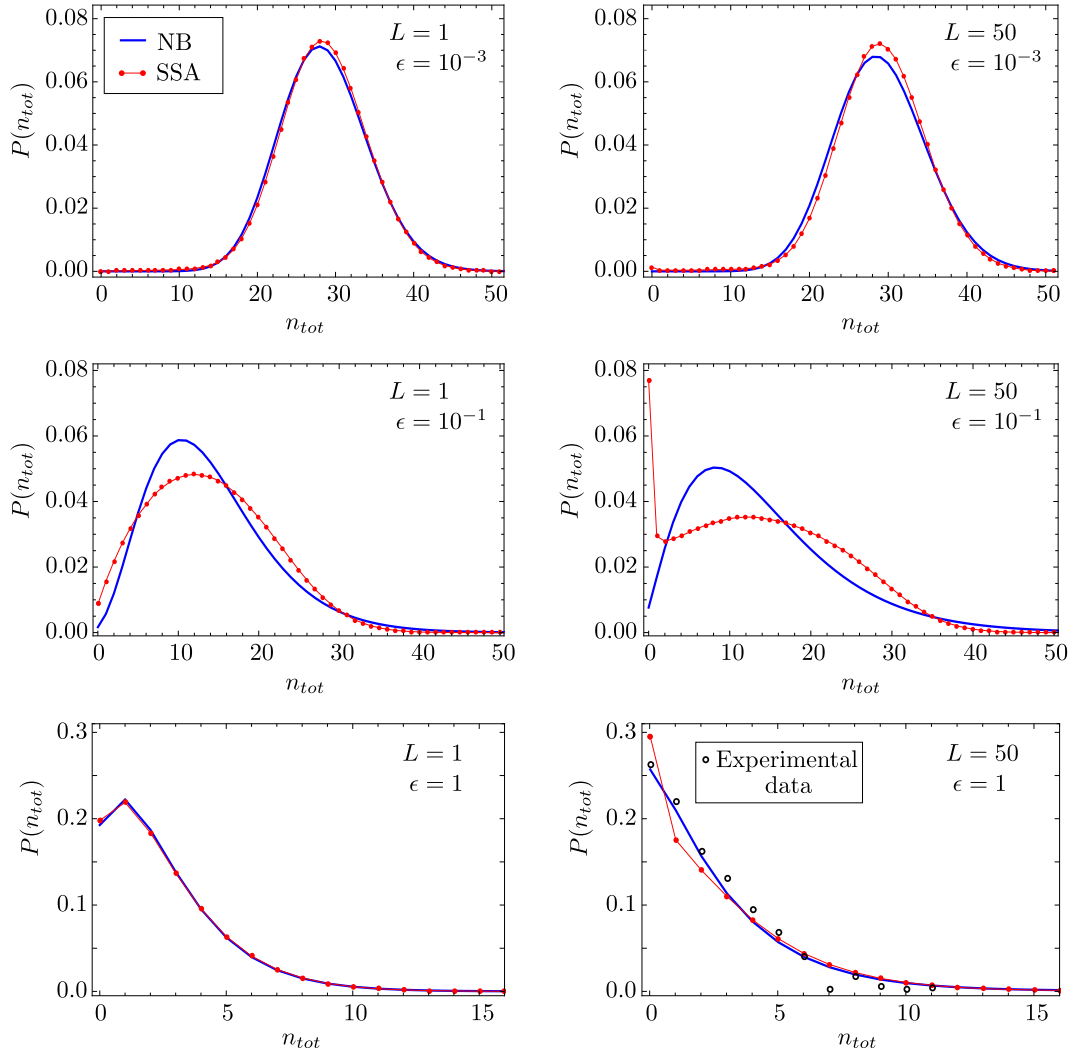 NB
SSA
L = 1
ϵ = 10⁻³
P(n_tot)
0.08
0.06
0.04
0.02
0.00
0 10 20 30 40 50
n_tot
L = 50
ϵ = 10⁻³
P(n_tot)
0.08
0.06
0.04
0.02
0.00
0 10 20 30 40 50
n_tot
L = 1
ϵ = 10⁻¹
P(n_tot)
0.08
0.06
0.04
0.02
0.00
0 10 20 30 40 50
n_tot
L = 50
ϵ = 10⁻¹
P(n_tot)
0.08
0.06
0.04
0.02
0.00
0 10 20 30 40 50
n_tot
L = 1
ϵ = 1
P(n_tot)
0.3
0.2
0.1
0.0
0 5 10 15
n_tot
Experimental
data
L = 50
ϵ = 1
P(n_tot)
0.3
0.2
0.1
0.0
0 5 10 15
n_tot